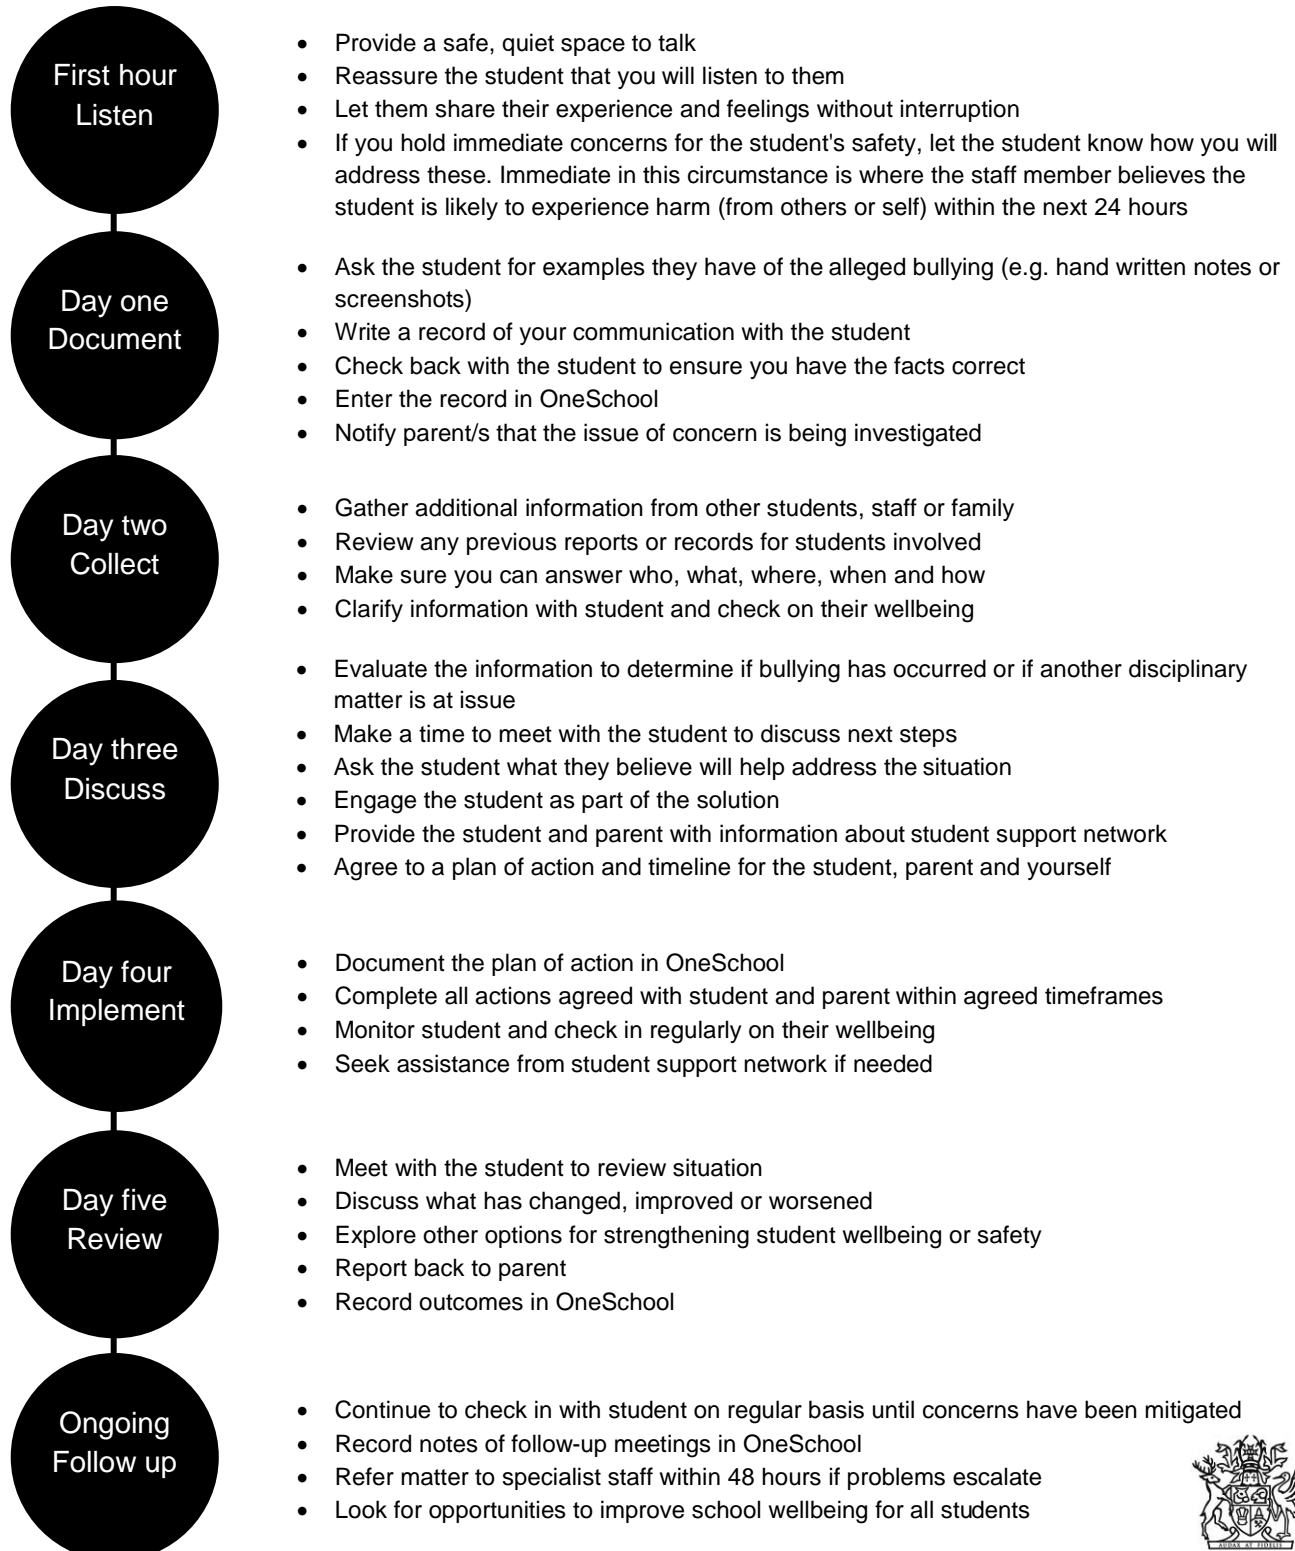 First hour
Listen
• Provide a safe, quiet space to talk
• Reassure the student that you will listen to them
• Let them share their experience and feelings without interruption
• If you hold immediate concerns for the student's safety, let the student know how you will
address these. Immediate in this circumstance is where the staff member believes the
student is likely to experience harm (from others or self) within the next 24 hours
Day one
Document
• Ask the student for examples they have of the alleged bullying (e.g. hand written notes or
screenshots)
• Write a record of your communication with the student
• Check back with the student to ensure you have the facts correct
• Enter the record in OneSchool
• Notify parent/s that the issue of concern is being investigated
Day two
Collect
• Gather additional information from other students, staff or family
• Review any previous reports or records for students involved
• Make sure you can answer who, what, where, when and how
• Clarify information with student and check on their wellbeing
Day three
Discuss
• Evaluate the information to determine if bullying has occurred or if another disciplinary
matter is at issue
• Make a time to meet with the student to discuss next steps
• Ask the student what they believe will help address the situation
• Engage the student as part of the solution
• Provide the student and parent with information about student support network
• Agree to a plan of action and timeline for the student, parent and yourself
Day four
Implement
• Document the plan of action in OneSchool
• Complete all actions agreed with student and parent within agreed timeframes
• Monitor student and check in regularly on their wellbeing
• Seek assistance from student support network if needed
Day five
Review
• Meet with the student to review situation
• Discuss what has changed, improved or worsened
• Explore other options for strengthening student wellbeing or safety
• Report back to parent
• Record outcomes in OneSchool
Ongoing
Follow up
• Continue to check in with student on regular basis until concerns have been mitigated
• Record notes of follow-up meetings in OneSchool
• Refer matter to specialist staff within 48 hours if problems escalate
• Look for opportunities to improve school wellbeing for all students
AUDAX AT FIDELIS